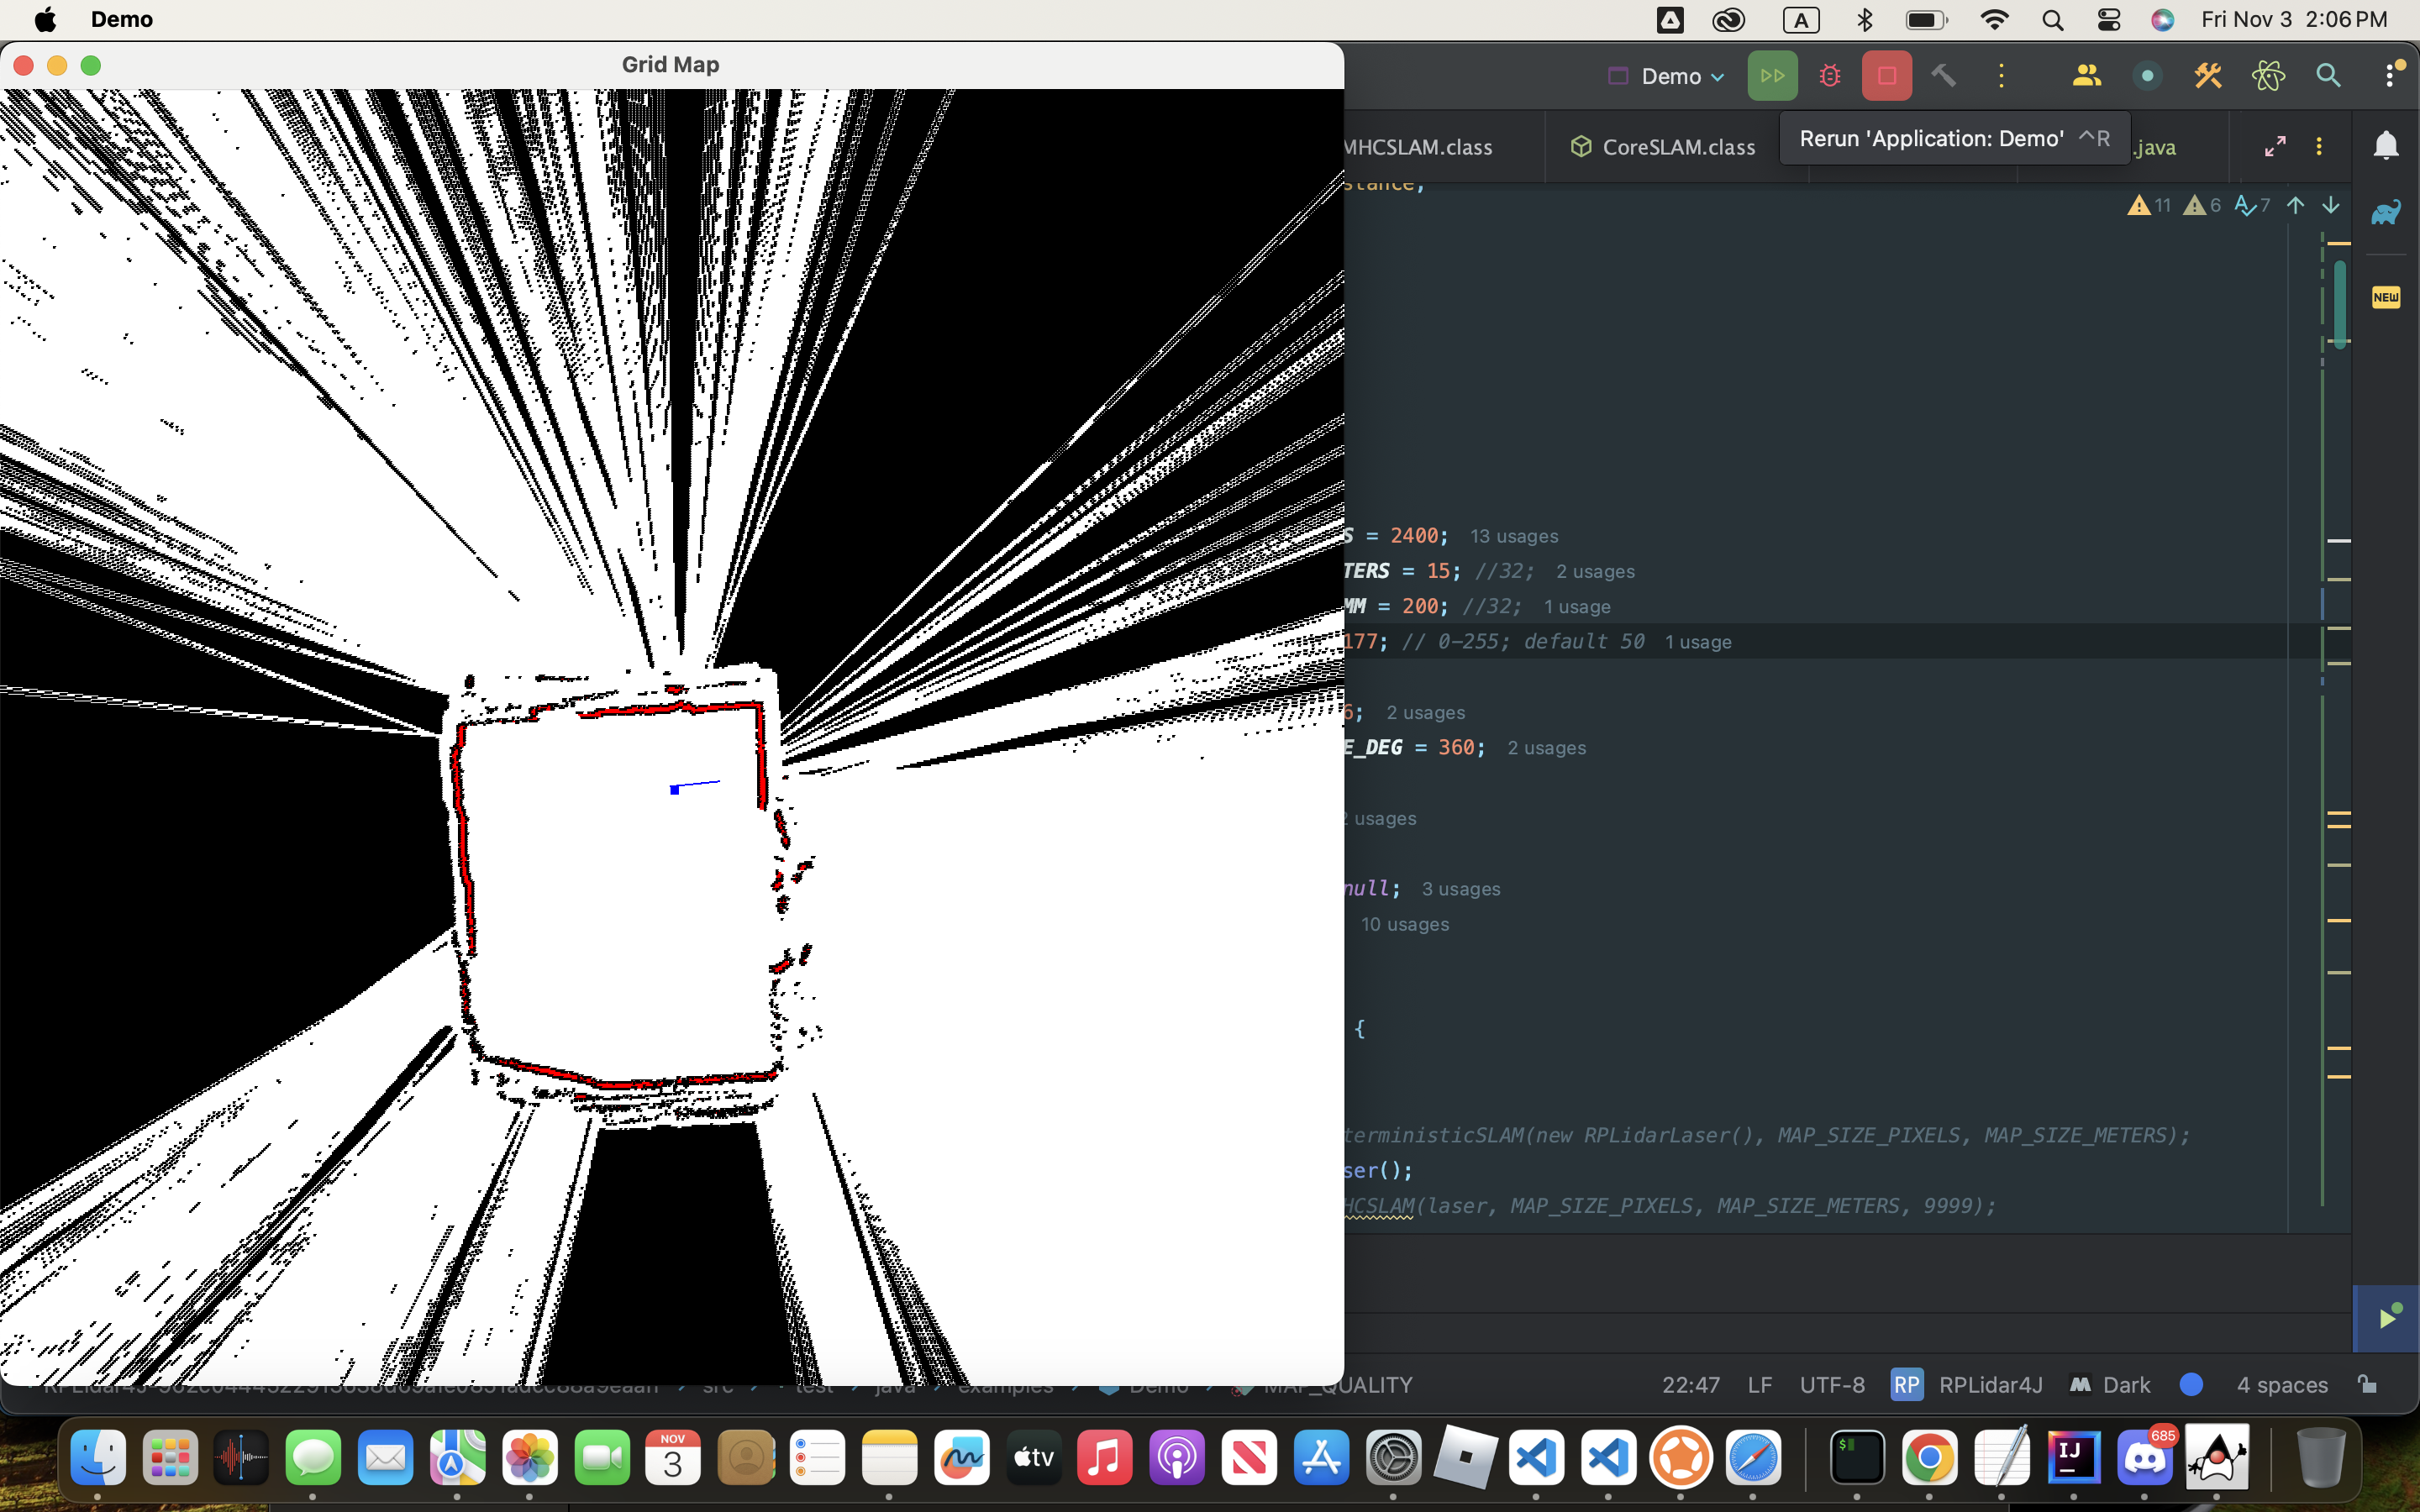 Demo
A
Fri Nov 3 2:06 PM
Grid Map
Demo
MHCSLAM.class
CoreSLAM.class
Rerun 'Application: Demo' ^R
.java
11 6 7
NEW
S = 2400; 13 usages
TERS = 15; //32; 2 usages
MM = 200; //32; 1 usage
177; // 0-255; default 50 1 usage
6; 2 usages
E_DEG = 360; 2 usages
2 usages
null; 3 usages
10 usages
{
terministicSLAM(new RPLidarLaser(), MAP_SIZE_PIXELS, MAP_SIZE_METERS);
ser();
HCSLAM(laser, MAP_SIZE_PIXELS, MAP_SIZE_METERS, 9999);
src test java examples Demo MAP_QUALITY
22:47 LF UTF-8 RP RPLidar4J Dark 4 spaces
NOV
3
tv
$
IJ
685